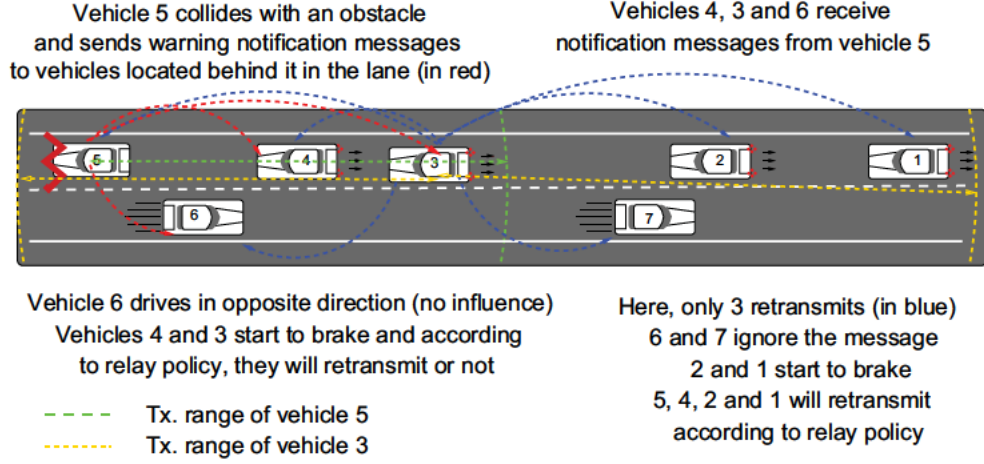 Vehicle 5 collides with an obstacle
and sends warning notification messages
to vehicles located behind it in the lane (in red)
Vehicles 4, 3 and 6 receive
notification messages from vehicle 5
5
4
3
2
1
6
7
Vehicle 6 drives in opposite direction (no influence)
Vehicles 4 and 3 start to brake and according
to relay policy, they will retransmit or not
Here, only 3 retransmits (in blue)
6 and 7 ignore the message
2 and 1 start to brake
5, 4, 2 and 1 will retransmit
according to relay policy
Tx. range of vehicle 5
Tx. range of vehicle 3